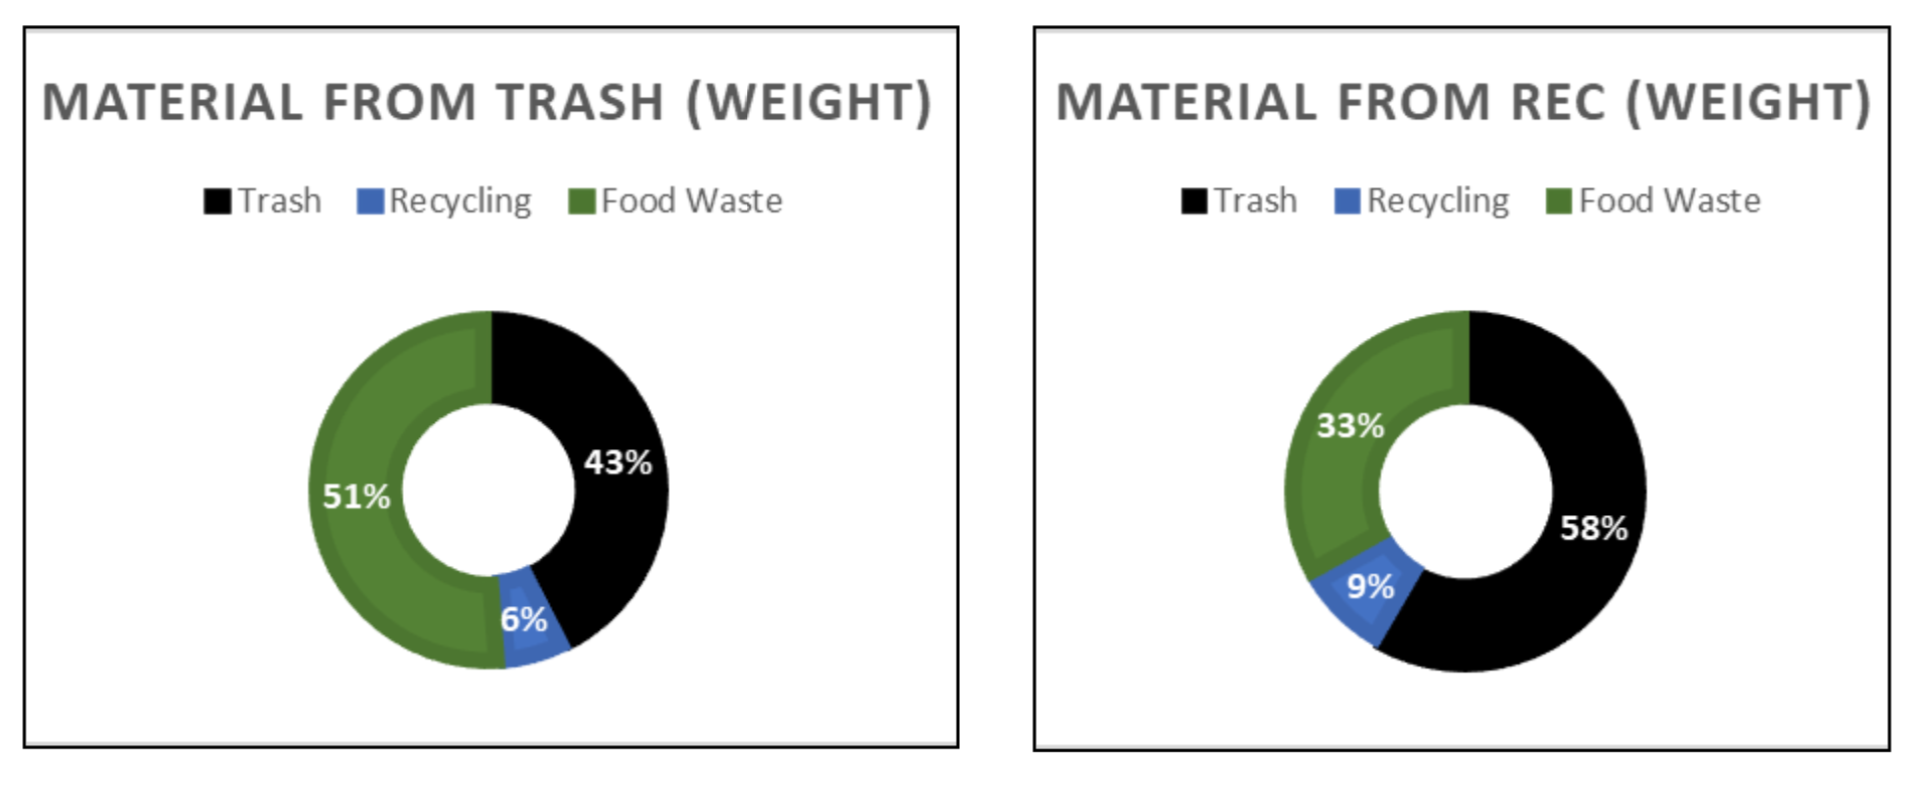 MATERIAL FROM TRASH (WEIGHT)
Trash Recycling Food Waste
43%
51%
6%
MATERIAL FROM REC (WEIGHT)
Trash Recycling Food Waste
33%
58%
9%